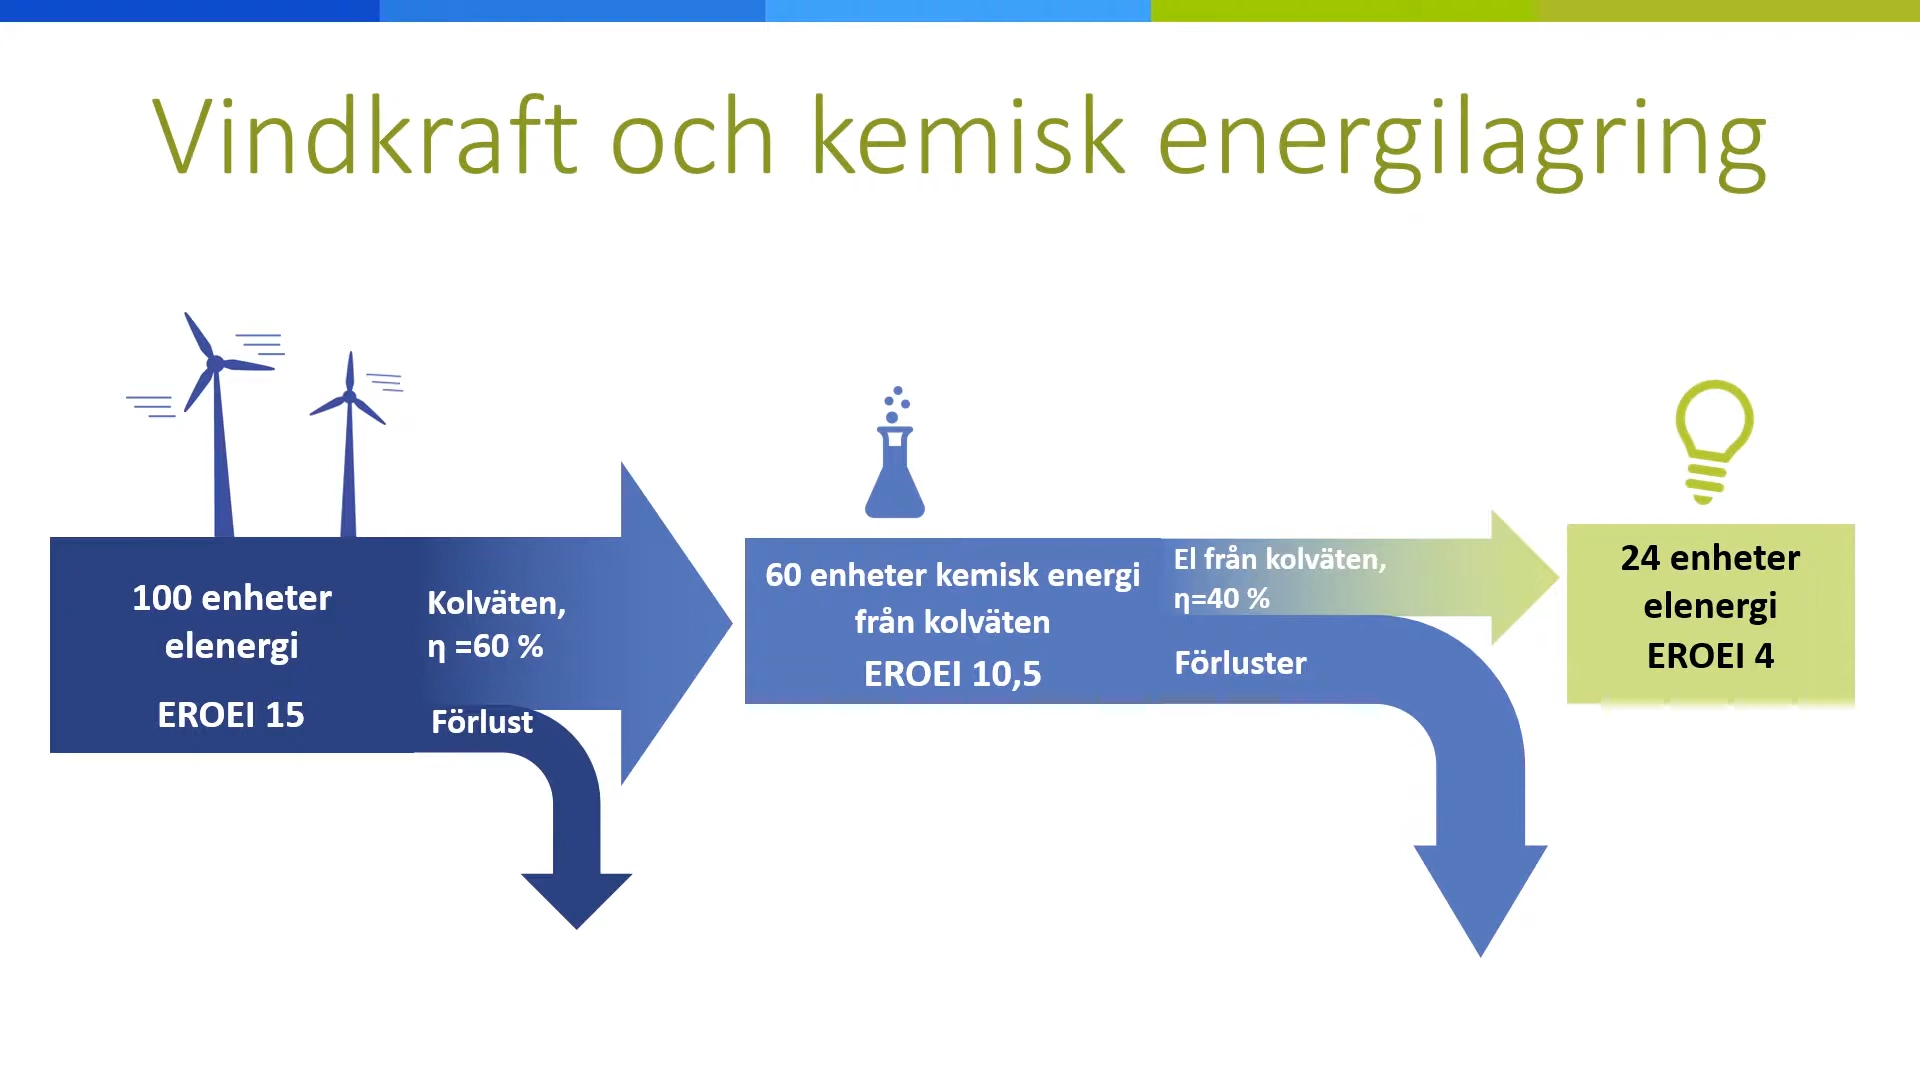 Vindkraft och kemisk energilagring
100 enheter
elenergi
EROEI 15
Kolväten,
η =60 %
Förlust
60 enheter kemisk energi
från kolväten
EROEI 10,5
El från kolväten,
η=40 %
Förluster
24 enheter
elenergi
EROEI 4